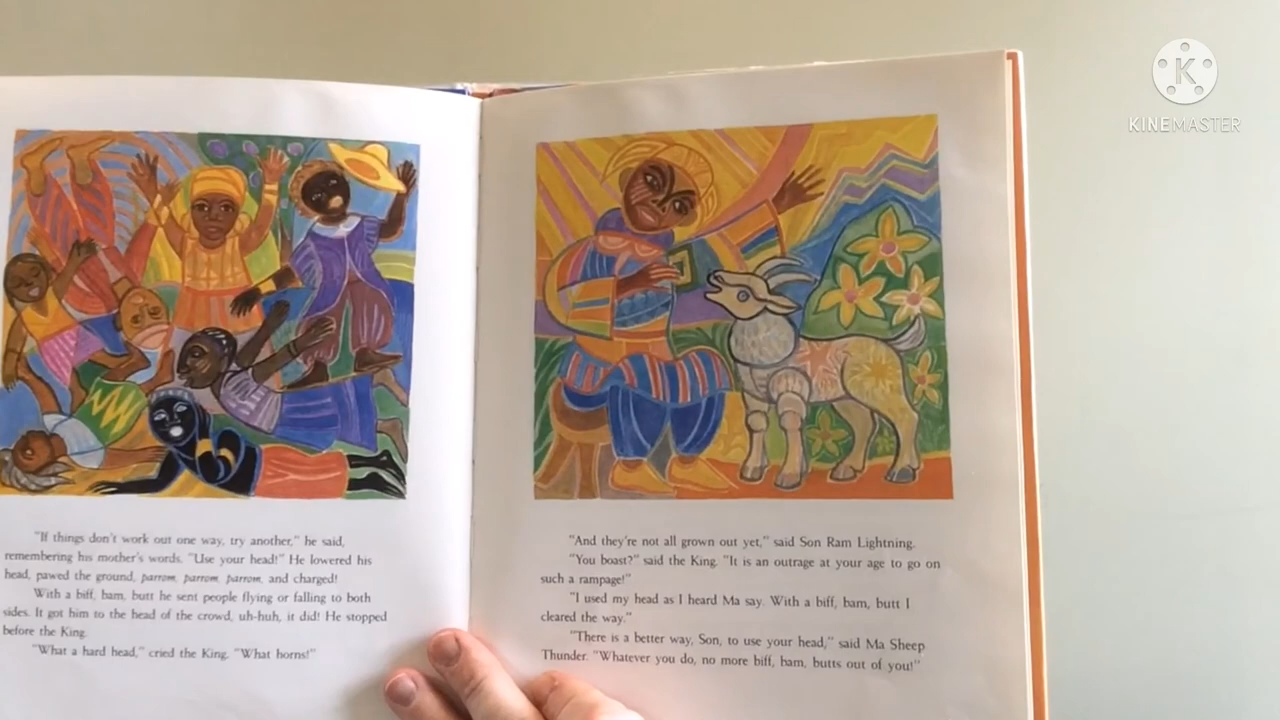 "If things don't work out one way, try another," he said,
remembering his mother's words. "Use your head!" He lowered his
head, pawed the ground, parrom, parrom, parrom, and charged!
With a biff, bam, butt he sent people flying or falling to both
sides. It got him to the head of the crowd, uh-huh, it did! He stopped
before the King.
"What a hard head," cried the King. "What horns!"
"And they're not all grown out yet," said Son Ram Lightning.
"You boast?" said the King. "It is an outrage at your age to go on
such a rampage!"
"I used my head as I heard Ma say. With a biff, bam, butt I
cleared the way."
"There is a better way, Son, to use your head," said Ma Sheep
Thunder. "Whatever you do, no more biff, bam, butts out of you!"
K
KINEMASTER